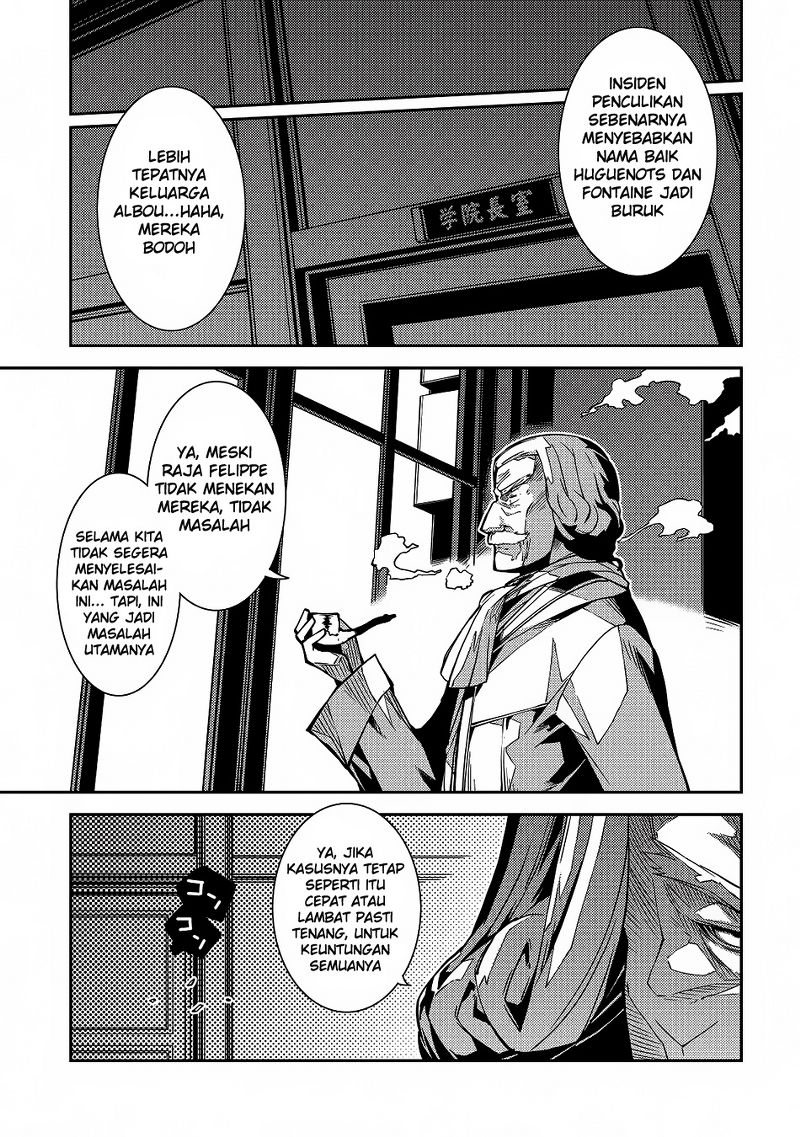 INSIDEN
PENCULIKAN
SEBENARNYA
MENYEBABKAN
NAMA BAIK
HUGUENOTS DAN
FONTAINE JADI
BURUK
LEBIH
TEPATNYA
KELUARGA
ALBOU...HAHA,
MEREKA
BODOH
学院長室
YA, MESKI
RAJA FELIPPE
TIDAK MENEKAN
MEREKA, TIDAK
MASALAH
SELAMA KITA
TIDAK SEGERA
MENYELESAI-
KAN MASALAH
INI... TAPI, INI
YANG JADI
MASALAH
UTAMANYA
YA, JIKA
KASUSNYA TETAP
SEPERTI ITU
CEPAT ATAU
LAMBAT PASTI
TENANG, UNTUK
KEUNTUNGAN
SEMUANYA
コン
コン